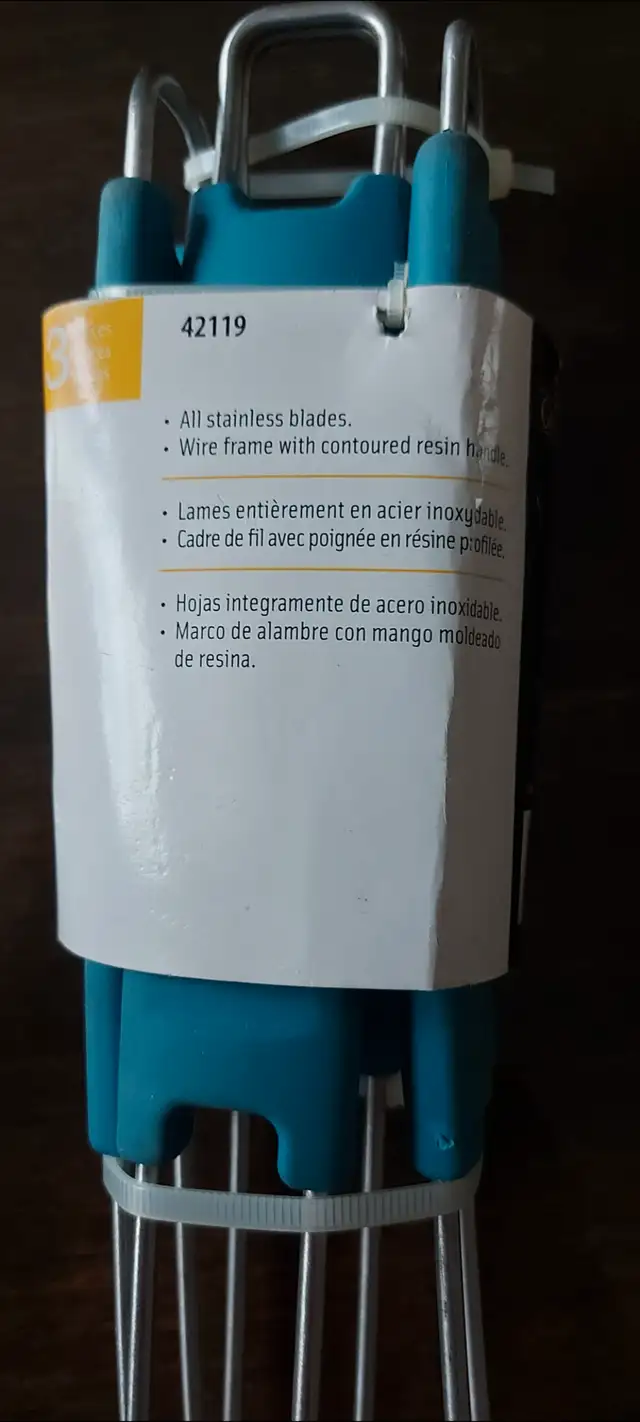 3
42119
• All stainless blades.
• Wire frame with contoured resin handle.
• Lames entièrement en acier inoxydable.
• Cadre de fil avec poignée en résine profilée.
• Hojas integramente de acero inoxidable.
• Marco de alambre con mango moldeado
de resina.